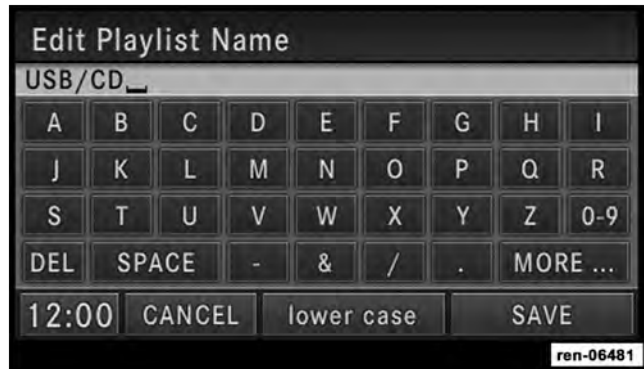 Edit Playlist Name
USB/CD_
A B C D E F G H I
J K L M N O P Q R
S T U V W X Y Z 0-9
DEL SPACE - & / . MORE ...
12:00 CANCEL lower case SAVE
ren-06481